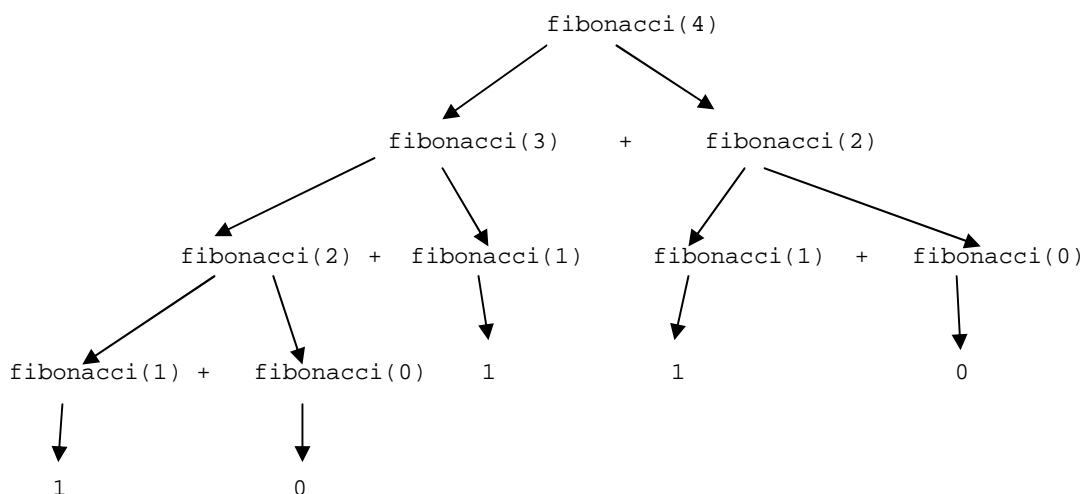 fibonacci(4)
fibonacci(3) + fibonacci(2)
fibonacci(2) + fibonacci(1) fibonacci(1) + fibonacci(0)
fibonacci(1) + fibonacci(0) 1 1 0
1 0